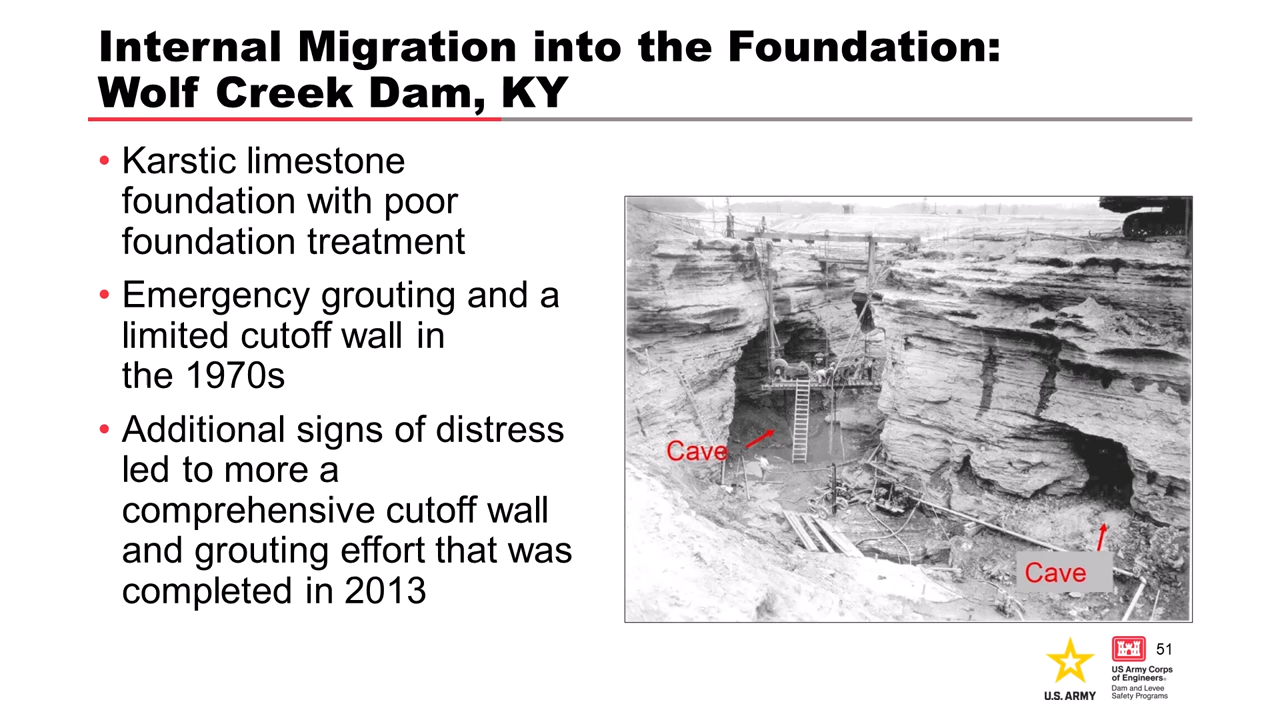 Internal Migration into the Foundation:
Wolf Creek Dam, KY
• Karstic limestone
foundation with poor
foundation treatment
• Emergency grouting and a
limited cutoff wall in
the 1970s
• Additional signs of distress
led to more a
comprehensive cutoff wall
and grouting effort that was
completed in 2013
Cave
Cave
51
U.S. ARMY
US Army Corps
of Engineers®
Dam and Levee
Safety Programs